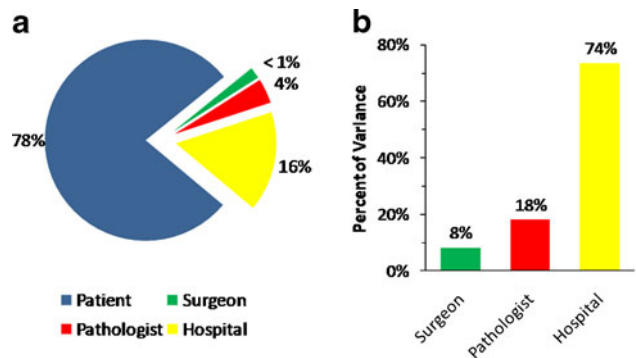 a
< 1%
4%
78%
16%
Patient
Surgeon
Pathologist
Hospital
b
80%
60%
40%
20%
0%
Percent of Variance
74%
18%
8%
Surgeon
Pathologist
Hospital